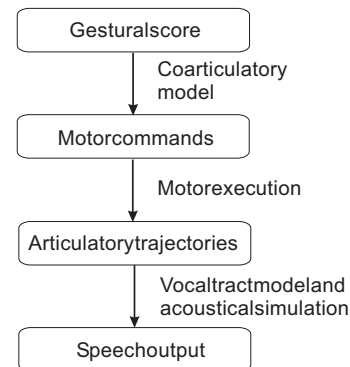 Gesturalscore
Coarticulatory
model
Motorcommands
Motorexecution
Articulatorytrajectories
Vocaltractmodeland
acousticalsimulation
Speechoutput